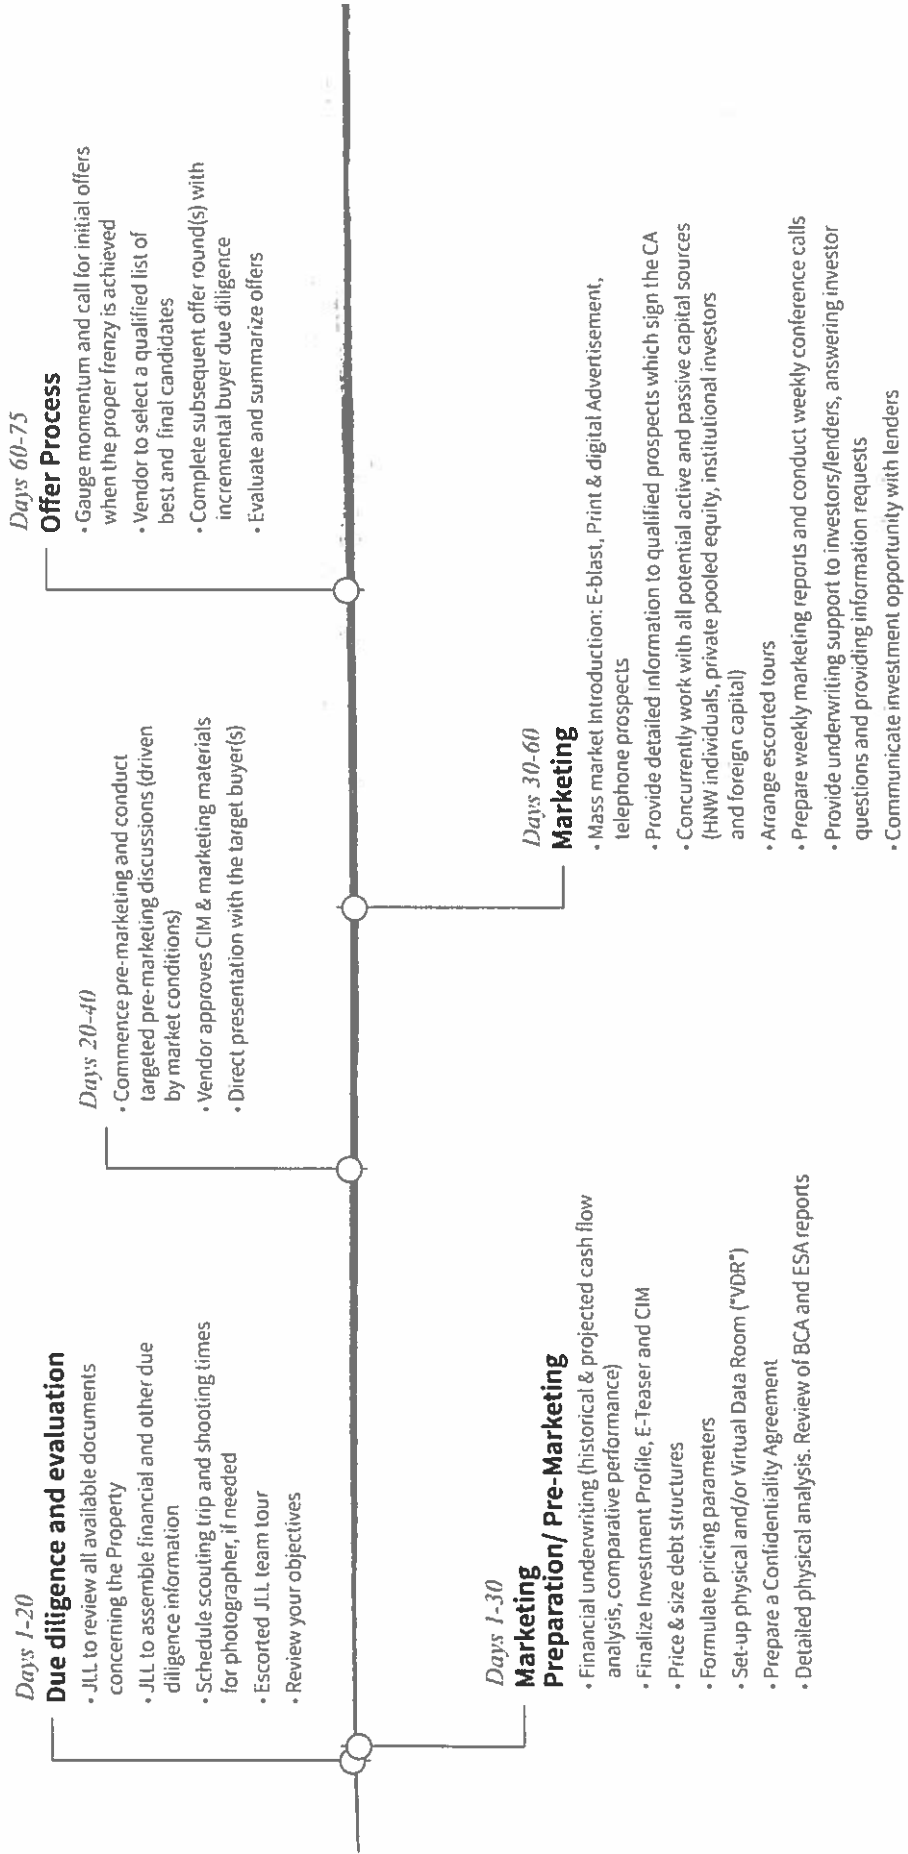 Days 1-20
Due diligence and evaluation
• JLL to review all available documents
concerning the Property
• JLL to assemble financial and other due
diligence information
• Schedule scouting trip and shooting times
for photographer, if needed
• Escorted JLL team tour
• Review your objectives
Days 20-40
• Commence pre-marketing and conduct
targeted pre-marketing discussions (driven
by market conditions)
• Vendor approves CIM & marketing materials
• Direct presentation with the target buyer(s)
Days 60-75
Offer Process
• Gauge momentum and call for initial offers
when the proper frenzy is achieved
• Vendor to select a qualified list of
best and final candidates
• Complete subsequent offer round(s) with
incremental buyer due diligence
• Evaluate and summarize offers
Days 1-30
Marketing
Preparation/ Pre-Marketing
• Financial underwriting (historical & projected cash flow
analysis, comparative performance)
• Finalize Investment Profile, E-Teaser and CIM
• Price & size debt structures
• Formulate pricing parameters
• Set-up physical and/or Virtual Data Room ("VDR")
• Prepare a Confidentiality Agreement
• Detailed physical analysis. Review of BCA and ESA reports
Days 30-60
Marketing
• Mass market Introduction: E-blast, Print & digital Advertisement,
telephone prospects
• Provide detailed information to qualified prospects which sign the CA
• Concurrently work with all potential active and passive capital sources
(HNW individuals, private pooled equity, institutional investors
and foreign capital)
• Arrange escorted tours
• Prepare weekly marketing reports and conduct weekly conference calls
• Provide underwriting support to investors/lenders, answering investor
questions and providing information requests
• Communicate investment opportunity with lenders